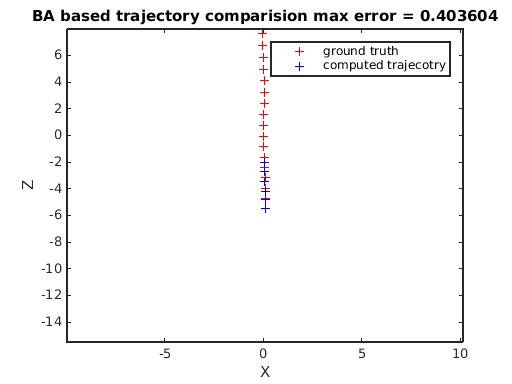 BA based trajectory comparision max error = 0.403604
ground truth
computed trajecotry
6
4
2
0
-2
-4
-6
-8
-10
-12
-14
Z
-5 0 5 10
X